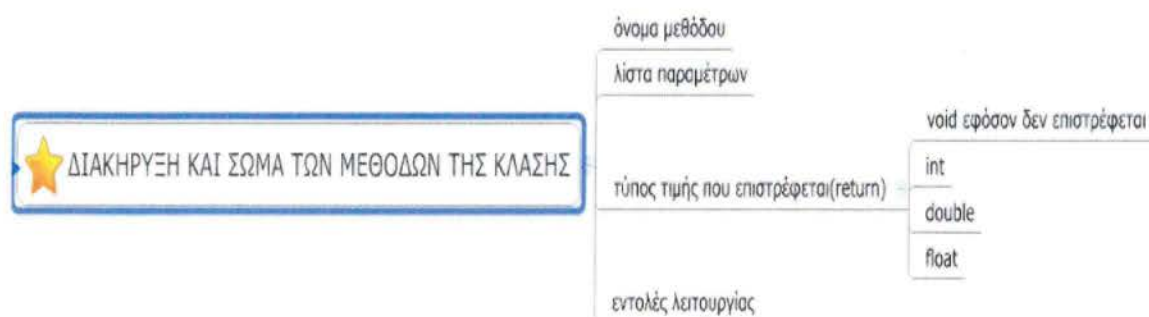 ΔΙΑΚΗΡΥΞΗ ΚΑΙ ΣΩΜΑ ΤΩΝ ΜΕΘΟΔΩΝ ΤΗΣ ΚΛΑΣΗΣ
όνομα μεθόδου
λίστα παραμέτρων
τύπος τιμής που επιστρέφεται(return)
void εφόσον δεν επιστρέφεται
int
double
float
εντολές λειτουργίας